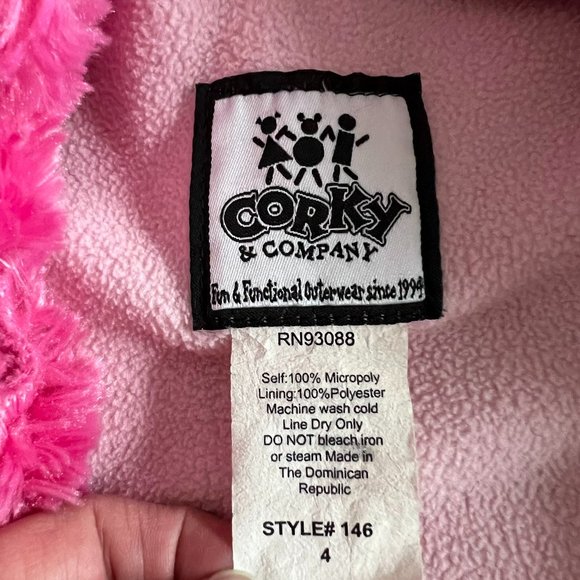 CORKY
& COMPANY
Fun & Functional Outerwear since 1994
RN93088
Self:100% Micropoly
Lining:100%Polyester
Machine wash cold
Line Dry Only
DO NOT bleach,iron
or steam Made in
The Dominican
Republic
STYLE# 146
4